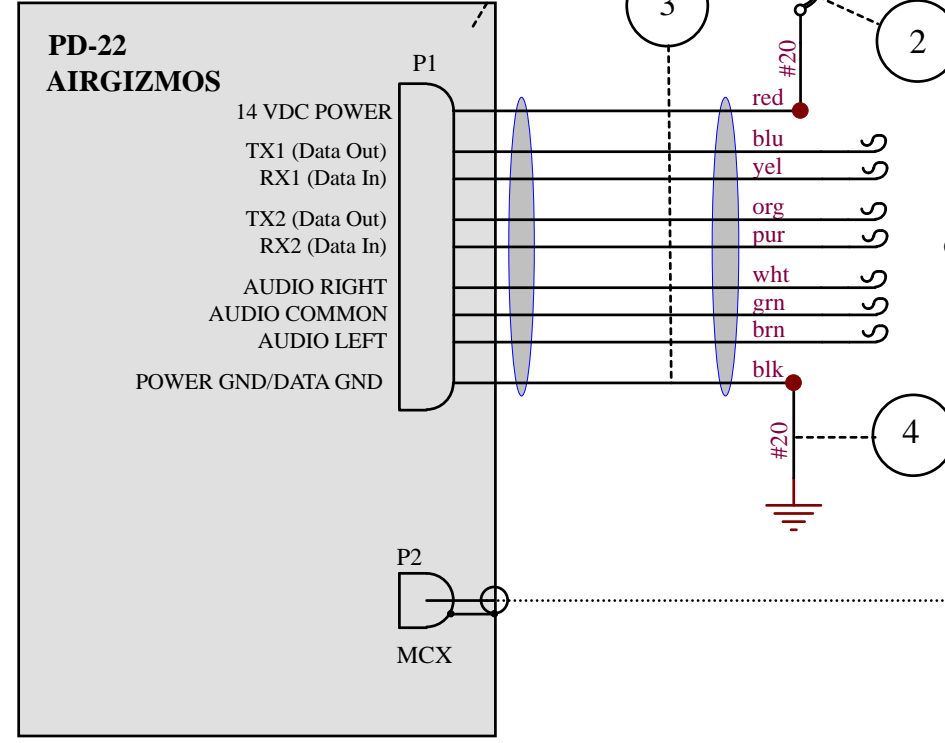 3
2
PD-22
AIRGIZMOS
P1
#20
14 VDC POWER red
TX1 (Data Out) blu
RX1 (Data In) yel
TX2 (Data Out) org
RX2 (Data In) pur
AUDIO RIGHT wht
AUDIO COMMON grn
AUDIO LEFT brn
POWER GND/DATA GND blk
#20
4
P2
MCX